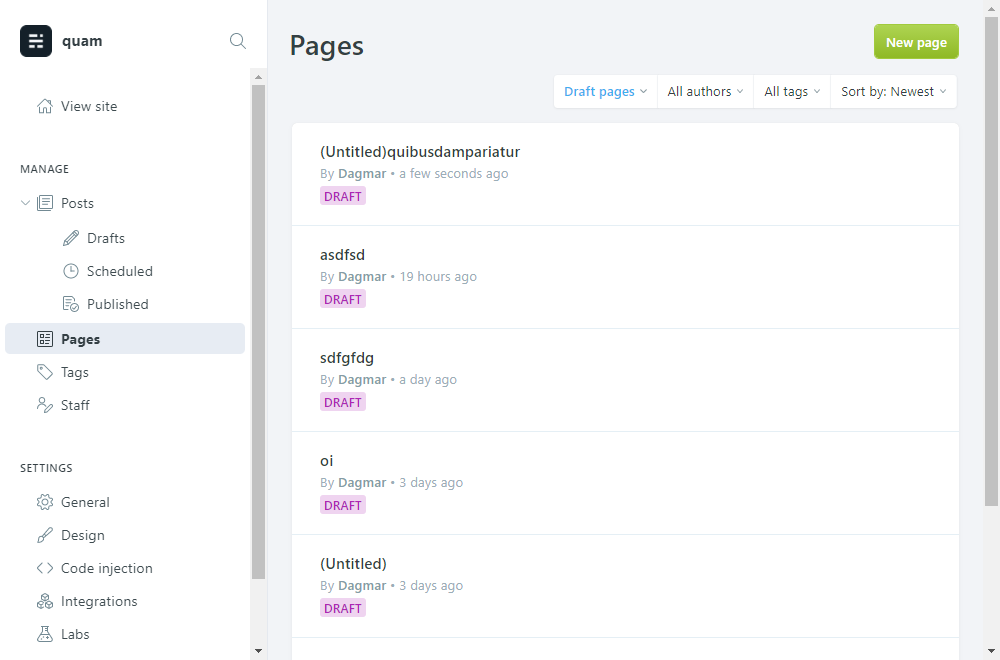 quam
View site
MANAGE
Posts
Drafts
Scheduled
Published
Pages
Tags
Staff
SETTINGS
General
Design
Code injection
Integrations
Labs
Pages
New page
Draft pages
All authors
All tags
Sort by: Newest
(Untitled)quibusdampariatur
By Dagmar • a few seconds ago
DRAFT
asdfsd
By Dagmar • 19 hours ago
DRAFT
sdfgfdg
By Dagmar • a day ago
DRAFT
oi
By Dagmar • 3 days ago
DRAFT
(Untitled)
By Dagmar • 3 days ago
DRAFT